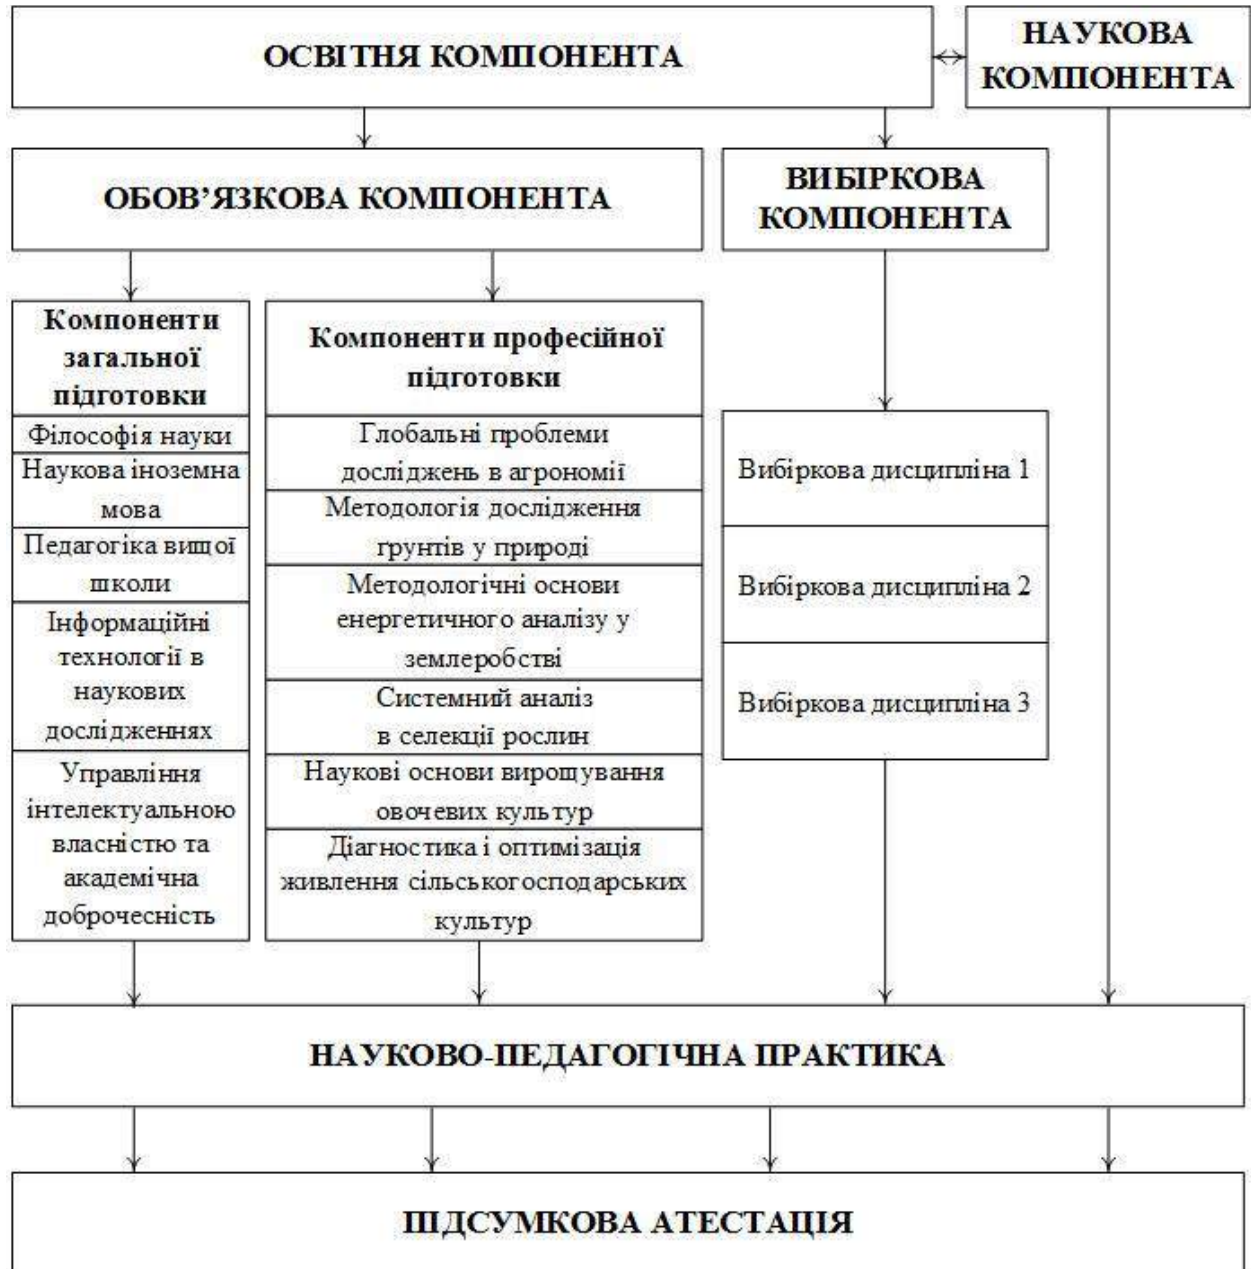 ОСВІТНЯ КОМПОНЕНТА
НАУКОВА
КОМПОНЕНТА
ОБОВ’ЯЗКОВА КОМПОНЕНТА
ВИБІРКОВА
КОМПОНЕНТА
Компоненти
загальної
підготовки
Філософія науки
Наукова іноземна
мова
Педагогіка вищої
школи
Інформаційні
технології в
наукових
дослідженнях
Управління
інтелектуальною
власністю та
академічна
доброчесність
Компоненти професійної
підготовки
Глобальні проблеми
досліджень в агрономії
Методологія дослідження
ґрунтів у природі
Методологічні основи
енергетичного аналізу у
землеробстві
Системний аналіз
в селекції рослин
Наукові основи вирощування
овочевих культур
Діагностика і оптимізація
живлення сільськогосподарських
культур
Вибіркова дисципліна 1
Вибіркова дисципліна 2
Вибіркова дисципліна 3
НАУКОВО-ПЕДАГОГІЧНА ПРАКТИКА
ПІДСУМКОВА АТЕСТАЦІЯ